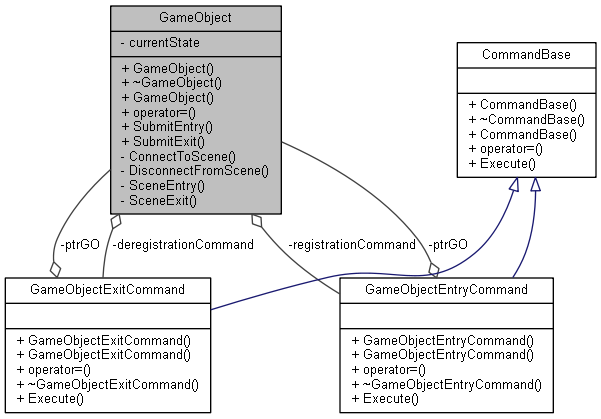 GameObject
- currentState
+ GameObject()
+ ~GameObject()
+ GameObject()
+ operator=()
+ SubmitEntry()
+ SubmitExit()
- ConnectToScene()
- DisconnectFromScene()
- SceneEntry()
- SceneExit()
CommandBase
+ CommandBase()
+ ~CommandBase()
+ CommandBase()
+ operator=()
+ Execute()
-ptrGO
-deregistrationCommand
-registrationCommand
-ptrGO
GameObjectExitCommand
+ GameObjectExitCommand()
+ GameObjectExitCommand()
+ operator=()
+ ~GameObjectExitCommand()
+ Execute()
GameObjectEntryCommand
+ GameObjectEntryCommand()
+ GameObjectEntryCommand()
+ operator=()
+ ~GameObjectEntryCommand()
+ Execute()